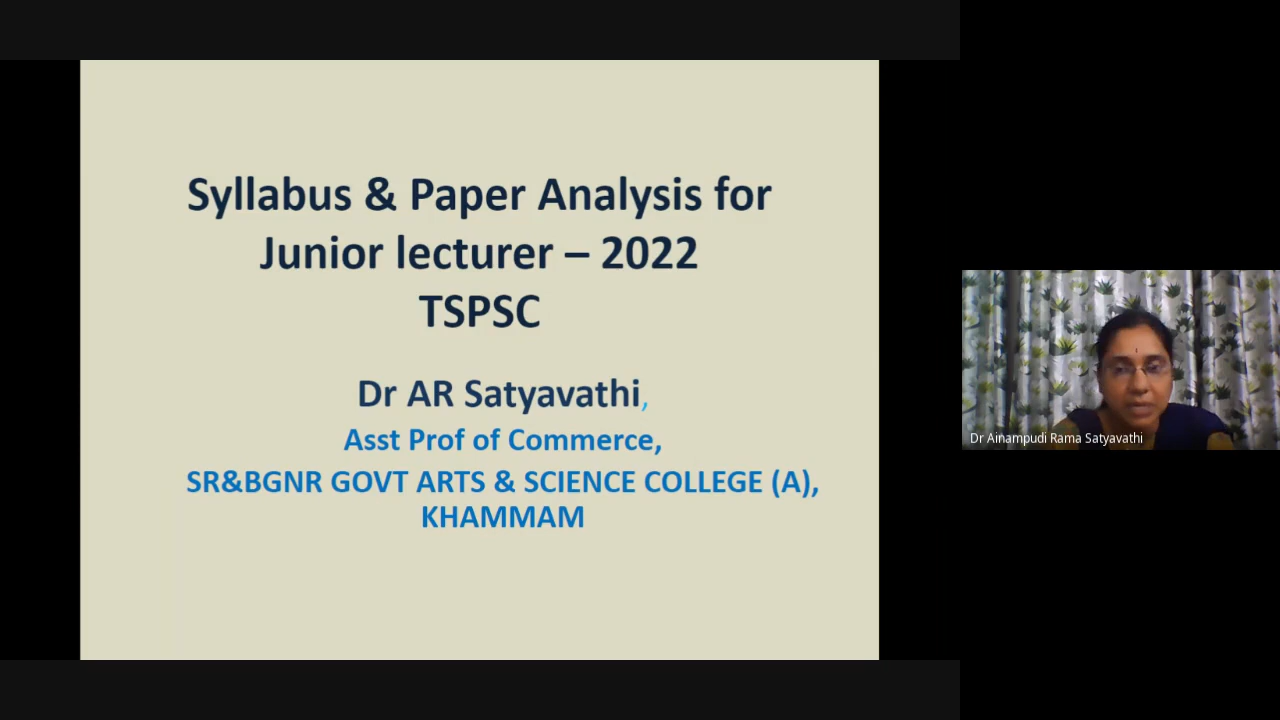 Syllabus & Paper Analysis for
Junior lecturer – 2022
TSPSC
Dr AR Satyavathi,
Asst Prof of Commerce,
SR&BGNR GOVT ARTS & SCIENCE COLLEGE (A),
KHAMMAM
Dr Ainampudi Rama Satyavathi